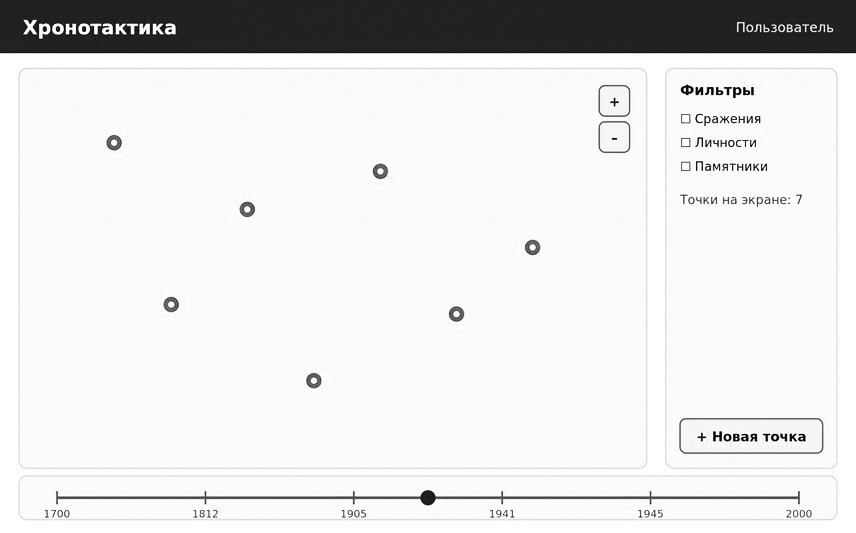 Хронотактика
Пользователь
+
-
Фильтры
☐ Сражения
☐ Личности
☐ Памятники
Точки на экране: 7
+ Новая точка
1700 1812 1905 1941 1945 2000